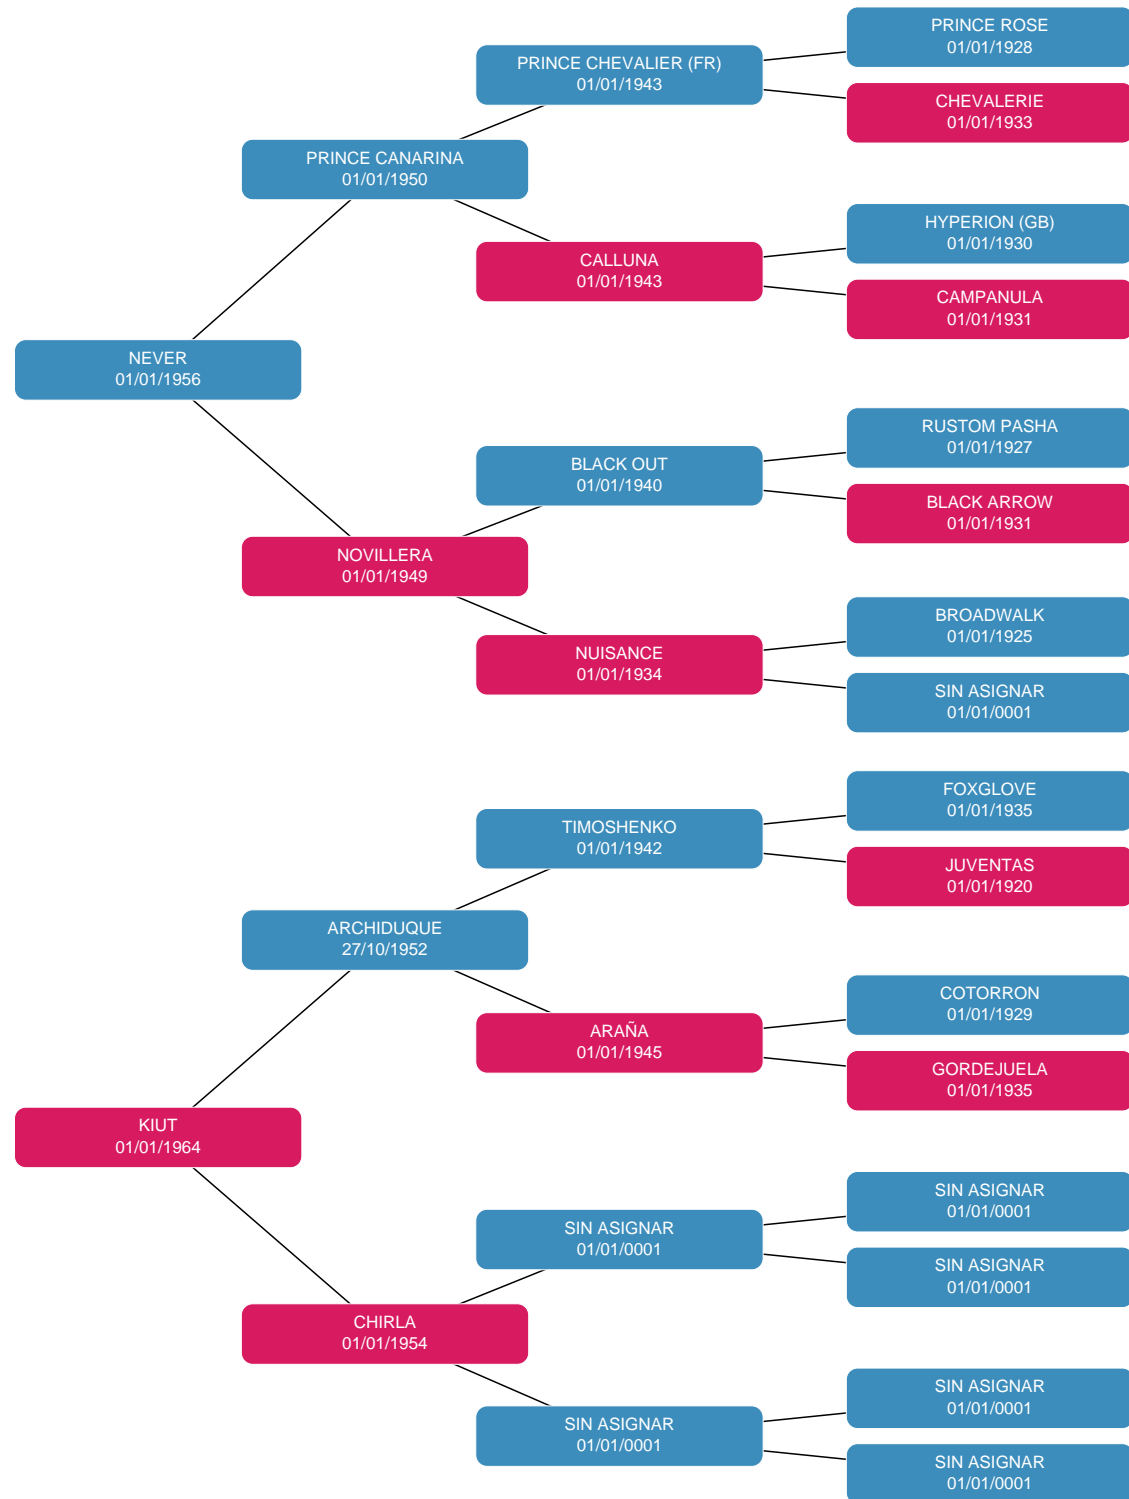 PRINCE ROSE
01/01/1928
PRINCE CHEVALIER (FR)
01/01/1943
CHEVALERIE
01/01/1933
PRINCE CANARINA
01/01/1950
HYPERION (GB)
01/01/1930
CALLUNA
01/01/1943
CAMPANULA
01/01/1931
NEVER
01/01/1956
RUSTOM PASHA
01/01/1927
BLACK OUT
01/01/1940
BLACK ARROW
01/01/1931
NOVILLERA
01/01/1949
BROADWALK
01/01/1925
NUISANCE
01/01/1934
SIN ASIGNAR
01/01/0001
FOXGLOVE
01/01/1935
TIMOSHENKO
01/01/1942
JUVENTAS
01/01/1920
ARCHIDUQUE
27/10/1952
COTORRON
01/01/1929
ARAÑA
01/01/1945
GORDEJUELA
01/01/1935
KIUT
01/01/1964
SIN ASIGNAR
01/01/0001
SIN ASIGNAR
01/01/0001
SIN ASIGNAR
01/01/0001
CHIRLA
01/01/1954
SIN ASIGNAR
01/01/0001
SIN ASIGNAR
01/01/0001
SIN ASIGNAR
01/01/0001